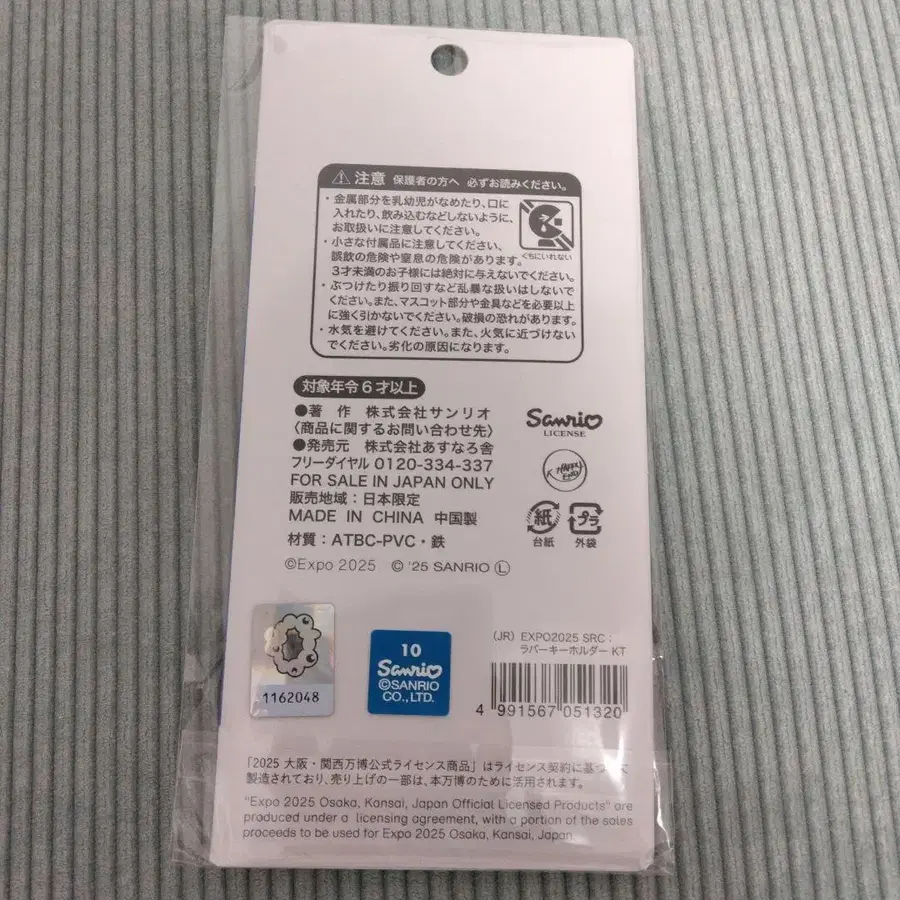 注意 保護者の方へ 必ずお読みください。
・金属部分を乳幼児がなめたり、口に
入れたり、飲み込むなどしないように、
お取扱いに注意してください。
くちにいれない
・小さな付属品に注意してください、
誤飲の危険や窒息の危険があります。
3才未満のお子様には絶対に与えないでください。
・ぶつけたり振り回すなど乱暴な扱いはしないで
ください。また、マスコット部分や金具などを必要以上
に強く引かないでください。破損の恐れがあります。
・水気を避けてください。また、火気に近づけない
でください。劣化の原因になります。
対象年令6才以上
●著 作 株式会社サンリオ
〈商品に関するお問い合わせ先〉
●発売元 株式会社あすなろ舎
フリーダイヤル 0120-334-337
FOR SALE IN JAPAN ONLY
販売地域：日本限定
MADE IN CHINA 中国製
材質：ATBC-PVC・鉄
©Expo 2025 © '25 SANRIO Ⓛ
Sanrio
LICENSE
紙
台紙
プラ
外袋
1162048
10
Sanrio
©SANRIO
CO., LTD.
(JR) EXPO2025 SRC：
ラバーキーホルダー KT
4 991567 051320
「2025 大阪・関西万博公式ライセンス商品」はライセンス契約に基づ
製造されており、売り上げの一部は、本万博のために活用されます。
"Expo 2025 Osaka, Kansai, Japan Official Licensed Products" are
produced under a licensing agreement, with a portion of the sales
proceeds to be used for Expo 2025 Osaka, Kansai, Japan.